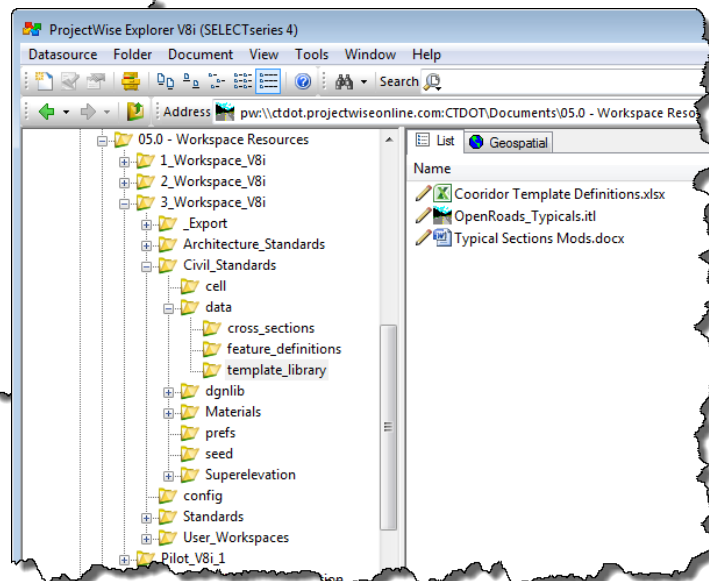 ProjectWise Explorer V8i (SELECTseries 4)
Datasource Folder Document View Tools Window Help
Search
Address pw:\\ctdot.projectwiseonline.com:CTDOT\Documents\05.0 - Workspace Reso
05.0 - Workspace Resources
1_Workspace_V8i
2_Workspace_V8i
3_Workspace_V8i
_Export
Architecture_Standards
Civil_Standards
cell
data
cross_sections
feature_definitions
template_library
dgnlib
Materials
prefs
seed
Superelevation
config
Standards
User_Workspaces
Pilot_V8i_1
List Geospatial
Name
Cooridor Template Definitions.xlsx
OpenRoads_Typicals.itl
Typical Sections Mods.docx